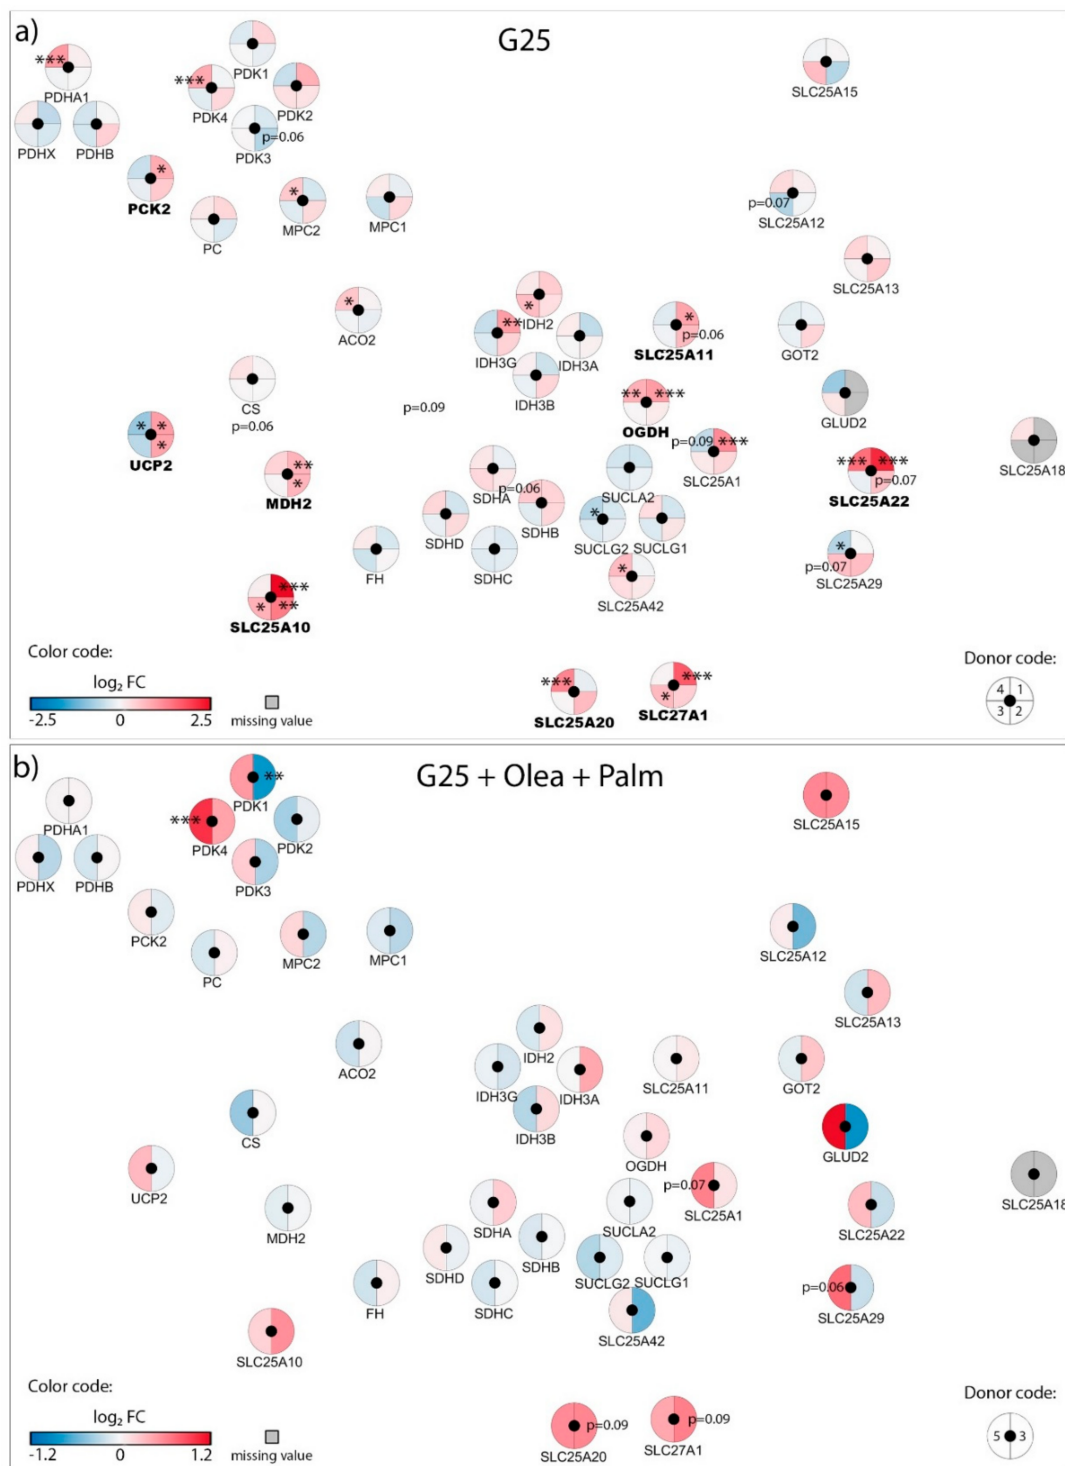 a)
G25
***
PDHA1
PDHX
PDHB
PDK1
***
PDK4
PDK2
PDK3
p=0.06
SLC25A15
*
PCK2
PC
*
MPC2
MPC1
p=0.07
SLC25A12
SLC25A13
*
ACO2
*
IDH2
**
IDH3G
IDH3A
IDH3B
*
p=0.06
SLC25A11
GOT2
CS
p=0.06
p=0.09
** ***
OGDH
GLUD2
* *
*
UCP2
**
*
MDH2
p=0.09
***
SLC25A1
*** ***
p=0.07
SLC25A22
SLC25A18
SDHA
p=0.06
SUCLA2
SDHD
SDHB
*
SUCLG2
SUCLG1
FH
SDHC
*
SLC25A42
*
p=0.07
SLC25A29
***
* **
SLC25A10
Color code:
log₂ FC
-2.5 0 2.5
missing value
***
SLC25A20
***
*
SLC27A1
Donor code:
4 1
3 2
b)
G25 + Olea + Palm
PDHA1
PDHX
PDHB
**
PDK1
***
PDK4
PDK2
PDK3
SLC25A15
PCK2
PC
MPC2
MPC1
SLC25A12
SLC25A13
ACO2
IDH2
IDH3G
IDH3A
IDH3B
SLC25A11
GOT2
CS
OGDH
GLUD2
UCP2
MDH2
p=0.07
SLC25A1
SLC25A22
SLC25A18
SDHA
SUCLA2
SDHD
SDHB
SUCLG2
SUCLG1
FH
SDHC
SLC25A42
p=0.06
SLC25A29
SLC25A10
Color code:
log₂ FC
-1.2 0 1.2
missing value
p=0.09
SLC25A20
p=0.09
SLC27A1
Donor code:
5 3